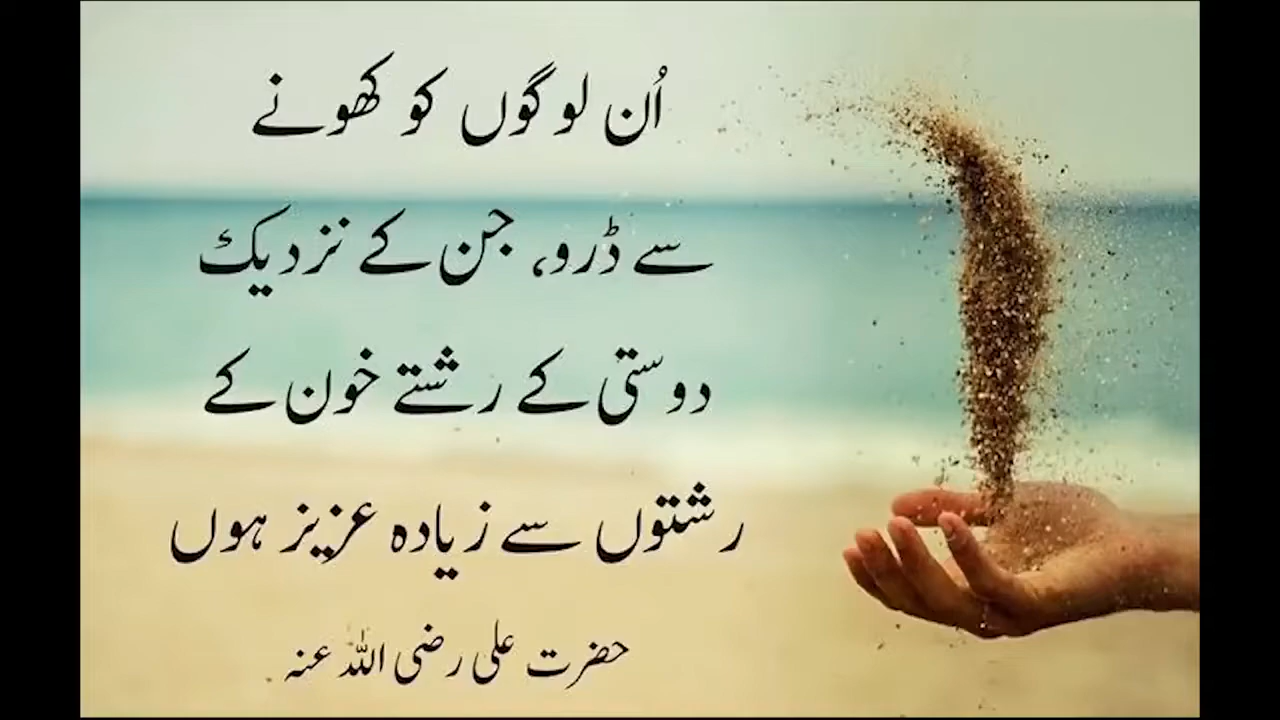 اُن لوگوں کو کھونے
سے ڈرو، جن کے نزدیک
دوستی کے رشتے خون کے
رشتوں سے زیادہ عزیز ہوں
حضرت علی رضی اللہ عنہ